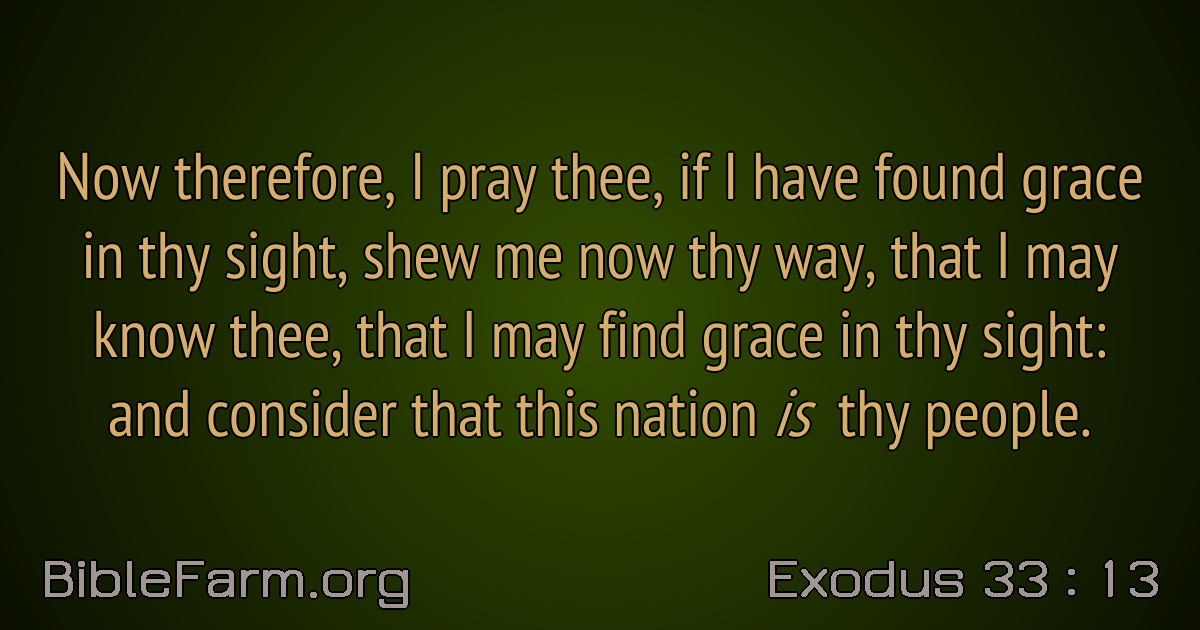 Now therefore, I pray thee, if I have found grace
in thy sight, shew me now thy way, that I may
know thee, that I may find grace in thy sight:
and consider that this nation is thy people.
BibleFarm.org
Exodus 33 : 13